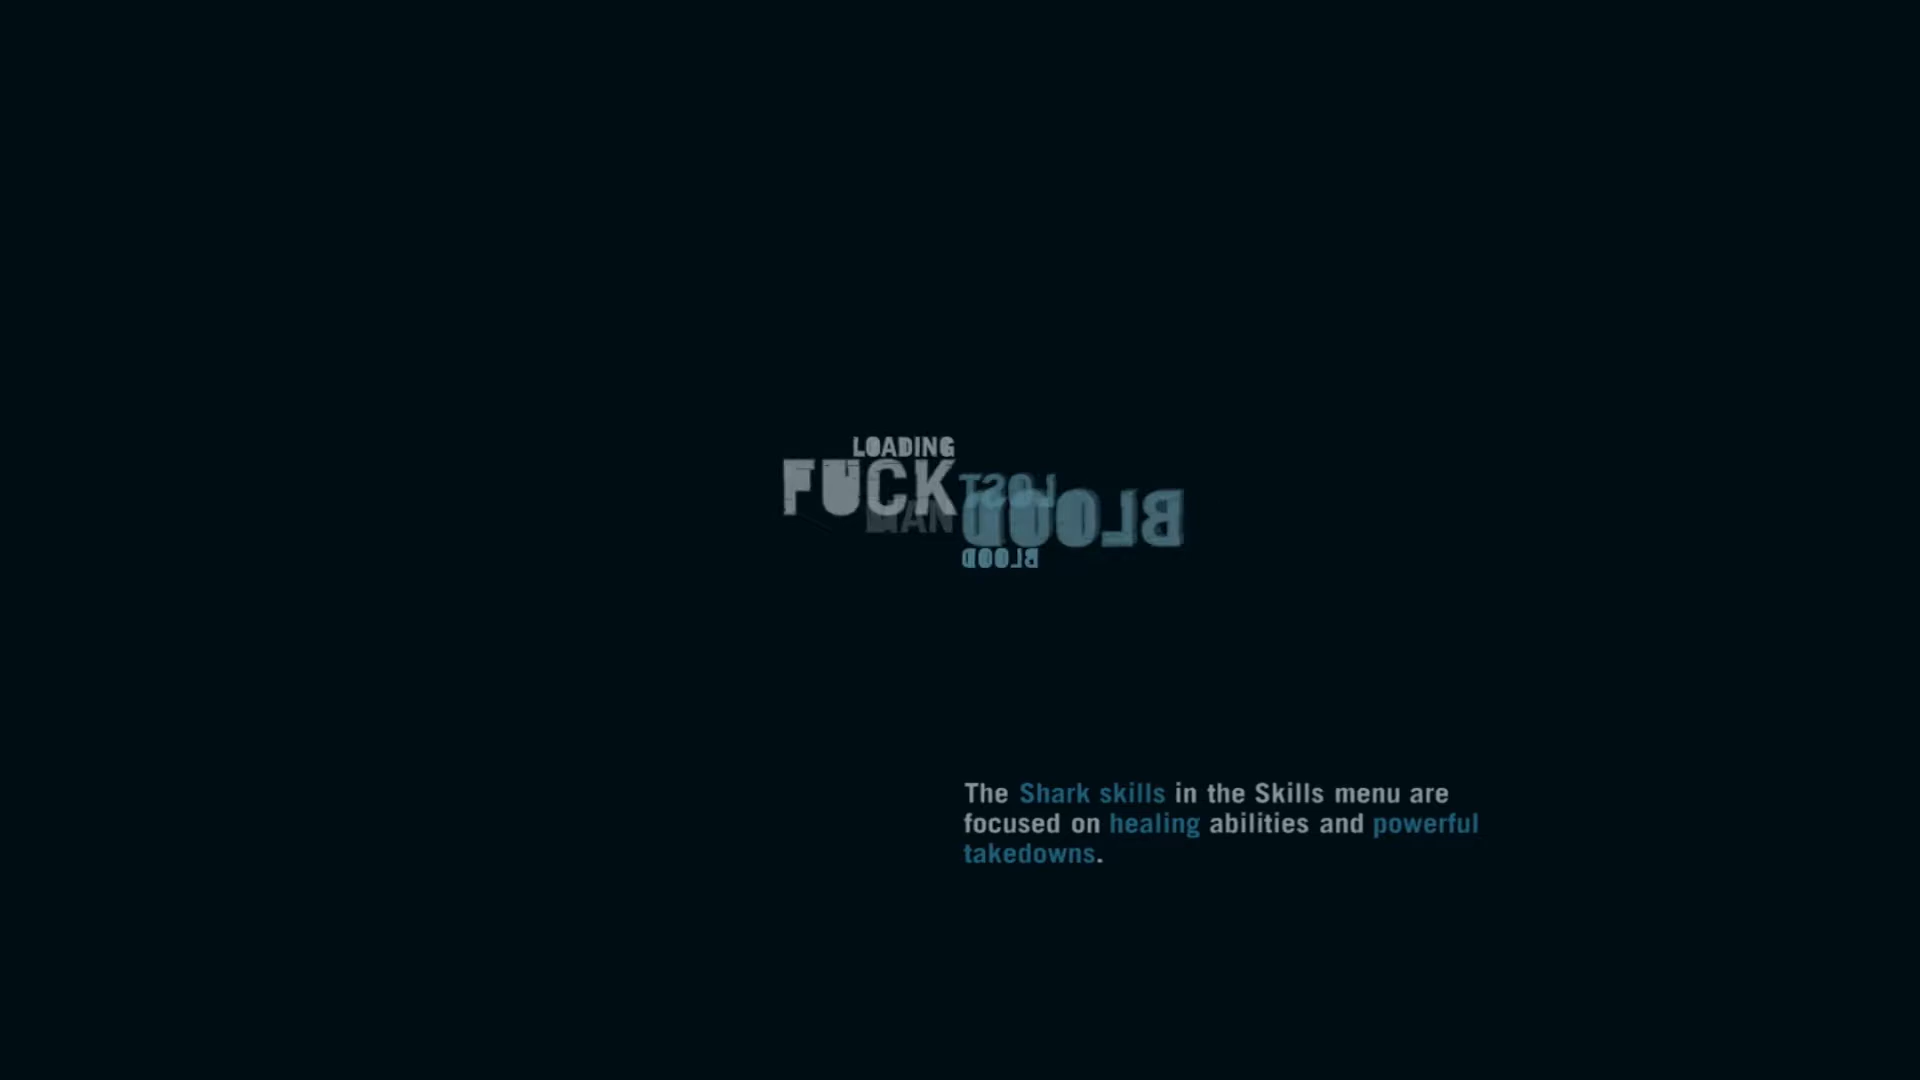 LOADING
FUCK
LOST
MAN
BLOOD
BLOOD
The Shark skills in the Skills menu are
focused on healing abilities and powerful
takedowns.